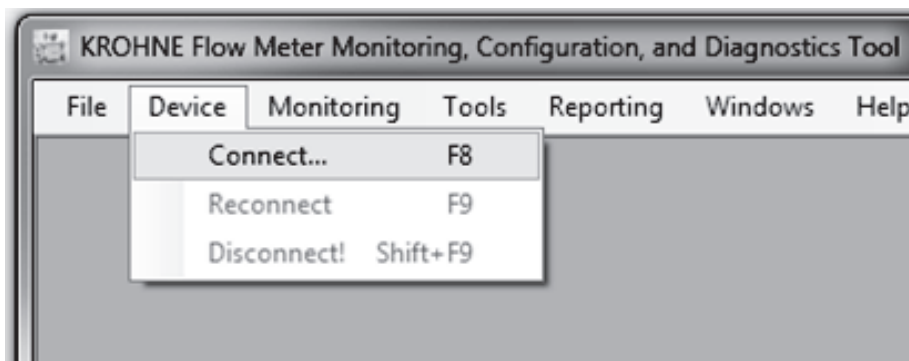 KROHNE Flow Meter Monitoring, Configuration, and Diagnostics Tool
File Device Monitoring Tools Reporting Windows Help
Connect... F8
Reconnect F9
Disconnect! Shift+F9